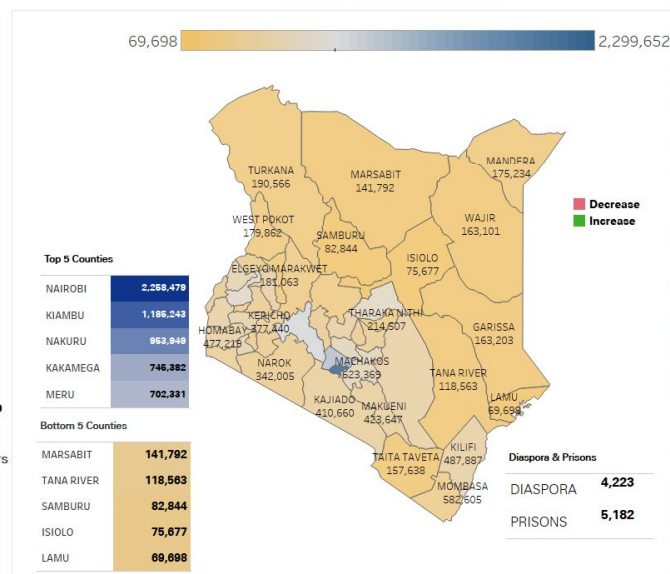 69,698
2,299,652
TURKANA
190,566
MARSABIT
141,792
MANDERA
175,234
WEST POKOT
179,862
SAMBURU
82,844
WAJIR
163,101
ISIOLO
75,677
Decrease
Increase
ELGEYO MARAKWET
181,063
KERICHO
377,440
THARAKA NITHI
214,507
HOMABAY
477,219
GARISSA
163,203
NAROK
342,005
MACHAKOS
623,369
TANA RIVER
118,563
LAMU
69,698
KAJIADO
410,660
MAKUENI
423,647
KILIFI
487,887
TAITA TAVETA
157,638
MOMBASA
582,605
Top 5 Counties
NAIROBI 2,258,479
KIAMBU 1,185,243
NAKURU 953,949
KAKAMEGA 746,382
MERU 702,331
Bottom 5 Counties
MARSABIT 141,792
TANA RIVER 118,563
SAMBURU 82,844
ISIOLO 75,677
LAMU 69,698
Diaspora & Prisons
DIASPORA 4,223
PRISONS 5,182